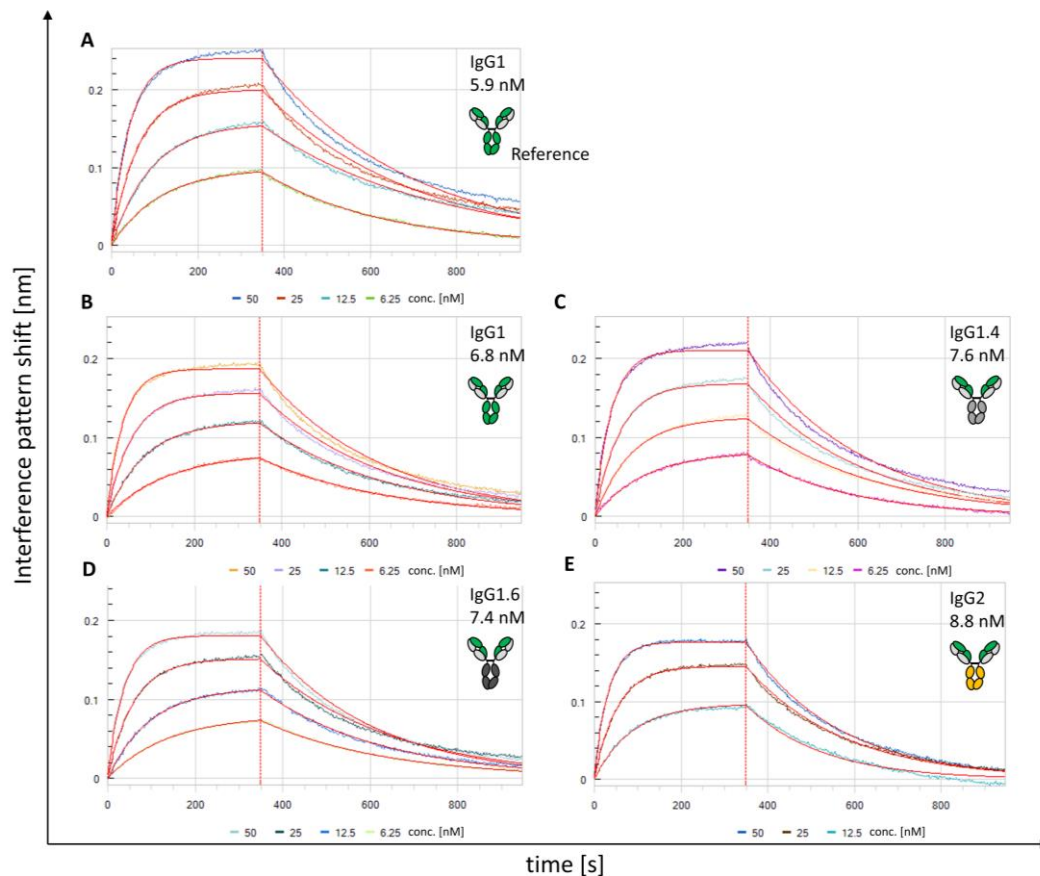 A
IgG1
5.9 nM
Reference
0.2
0.1
0
0 200 400 600 800
50 25 12.5 6.25 conc. [nM]
B
IgG1
6.8 nM
0.2
0.1
0
0 200 400 600 800
50 25 12.5 6.25 conc. [nM]
C
IgG1.4
7.6 nM
0.2
0.1
0
0 200 400 600 800
50 25 12.5 6.25 conc. [nM]
D
IgG1.6
7.4 nM
0.2
0.1
0
0 200 400 600 800
50 25 12.5 6.25 conc. [nM]
E
IgG2
8.8 nM
0.2
0.1
0
0 200 400 600 800
50 25 12.5 conc. [nM]
Interference pattern shift [nm]
time [s]